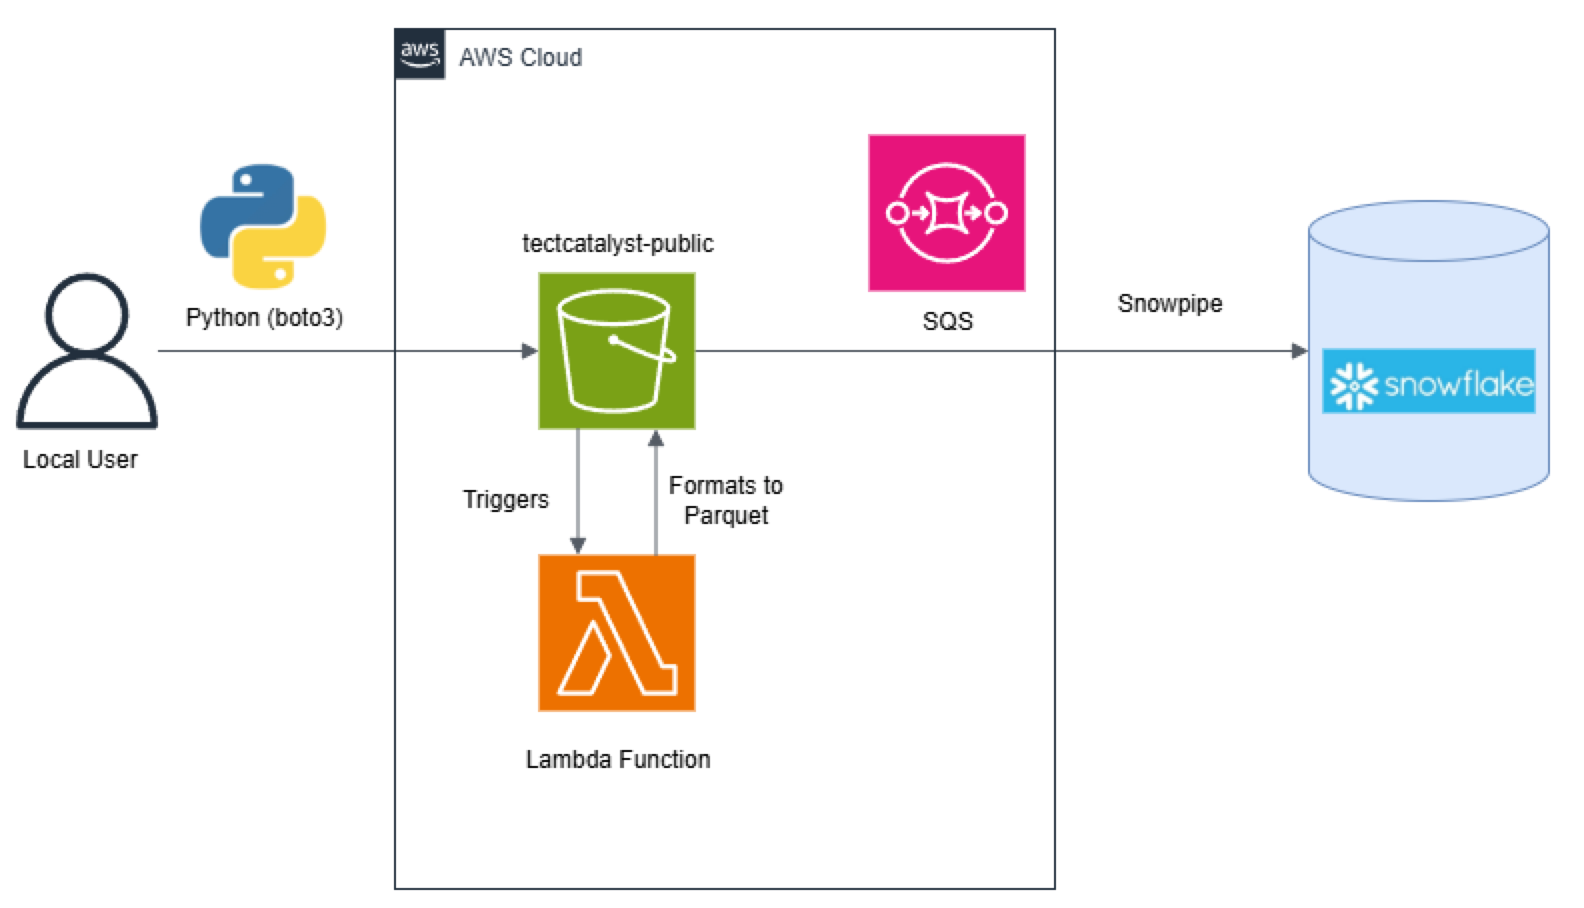 aws
AWS Cloud
Python (boto3)
Local User
tectcatalyst-public
SQS
Snowpipe
snowflake
Triggers
Formats to
Parquet
Lambda Function